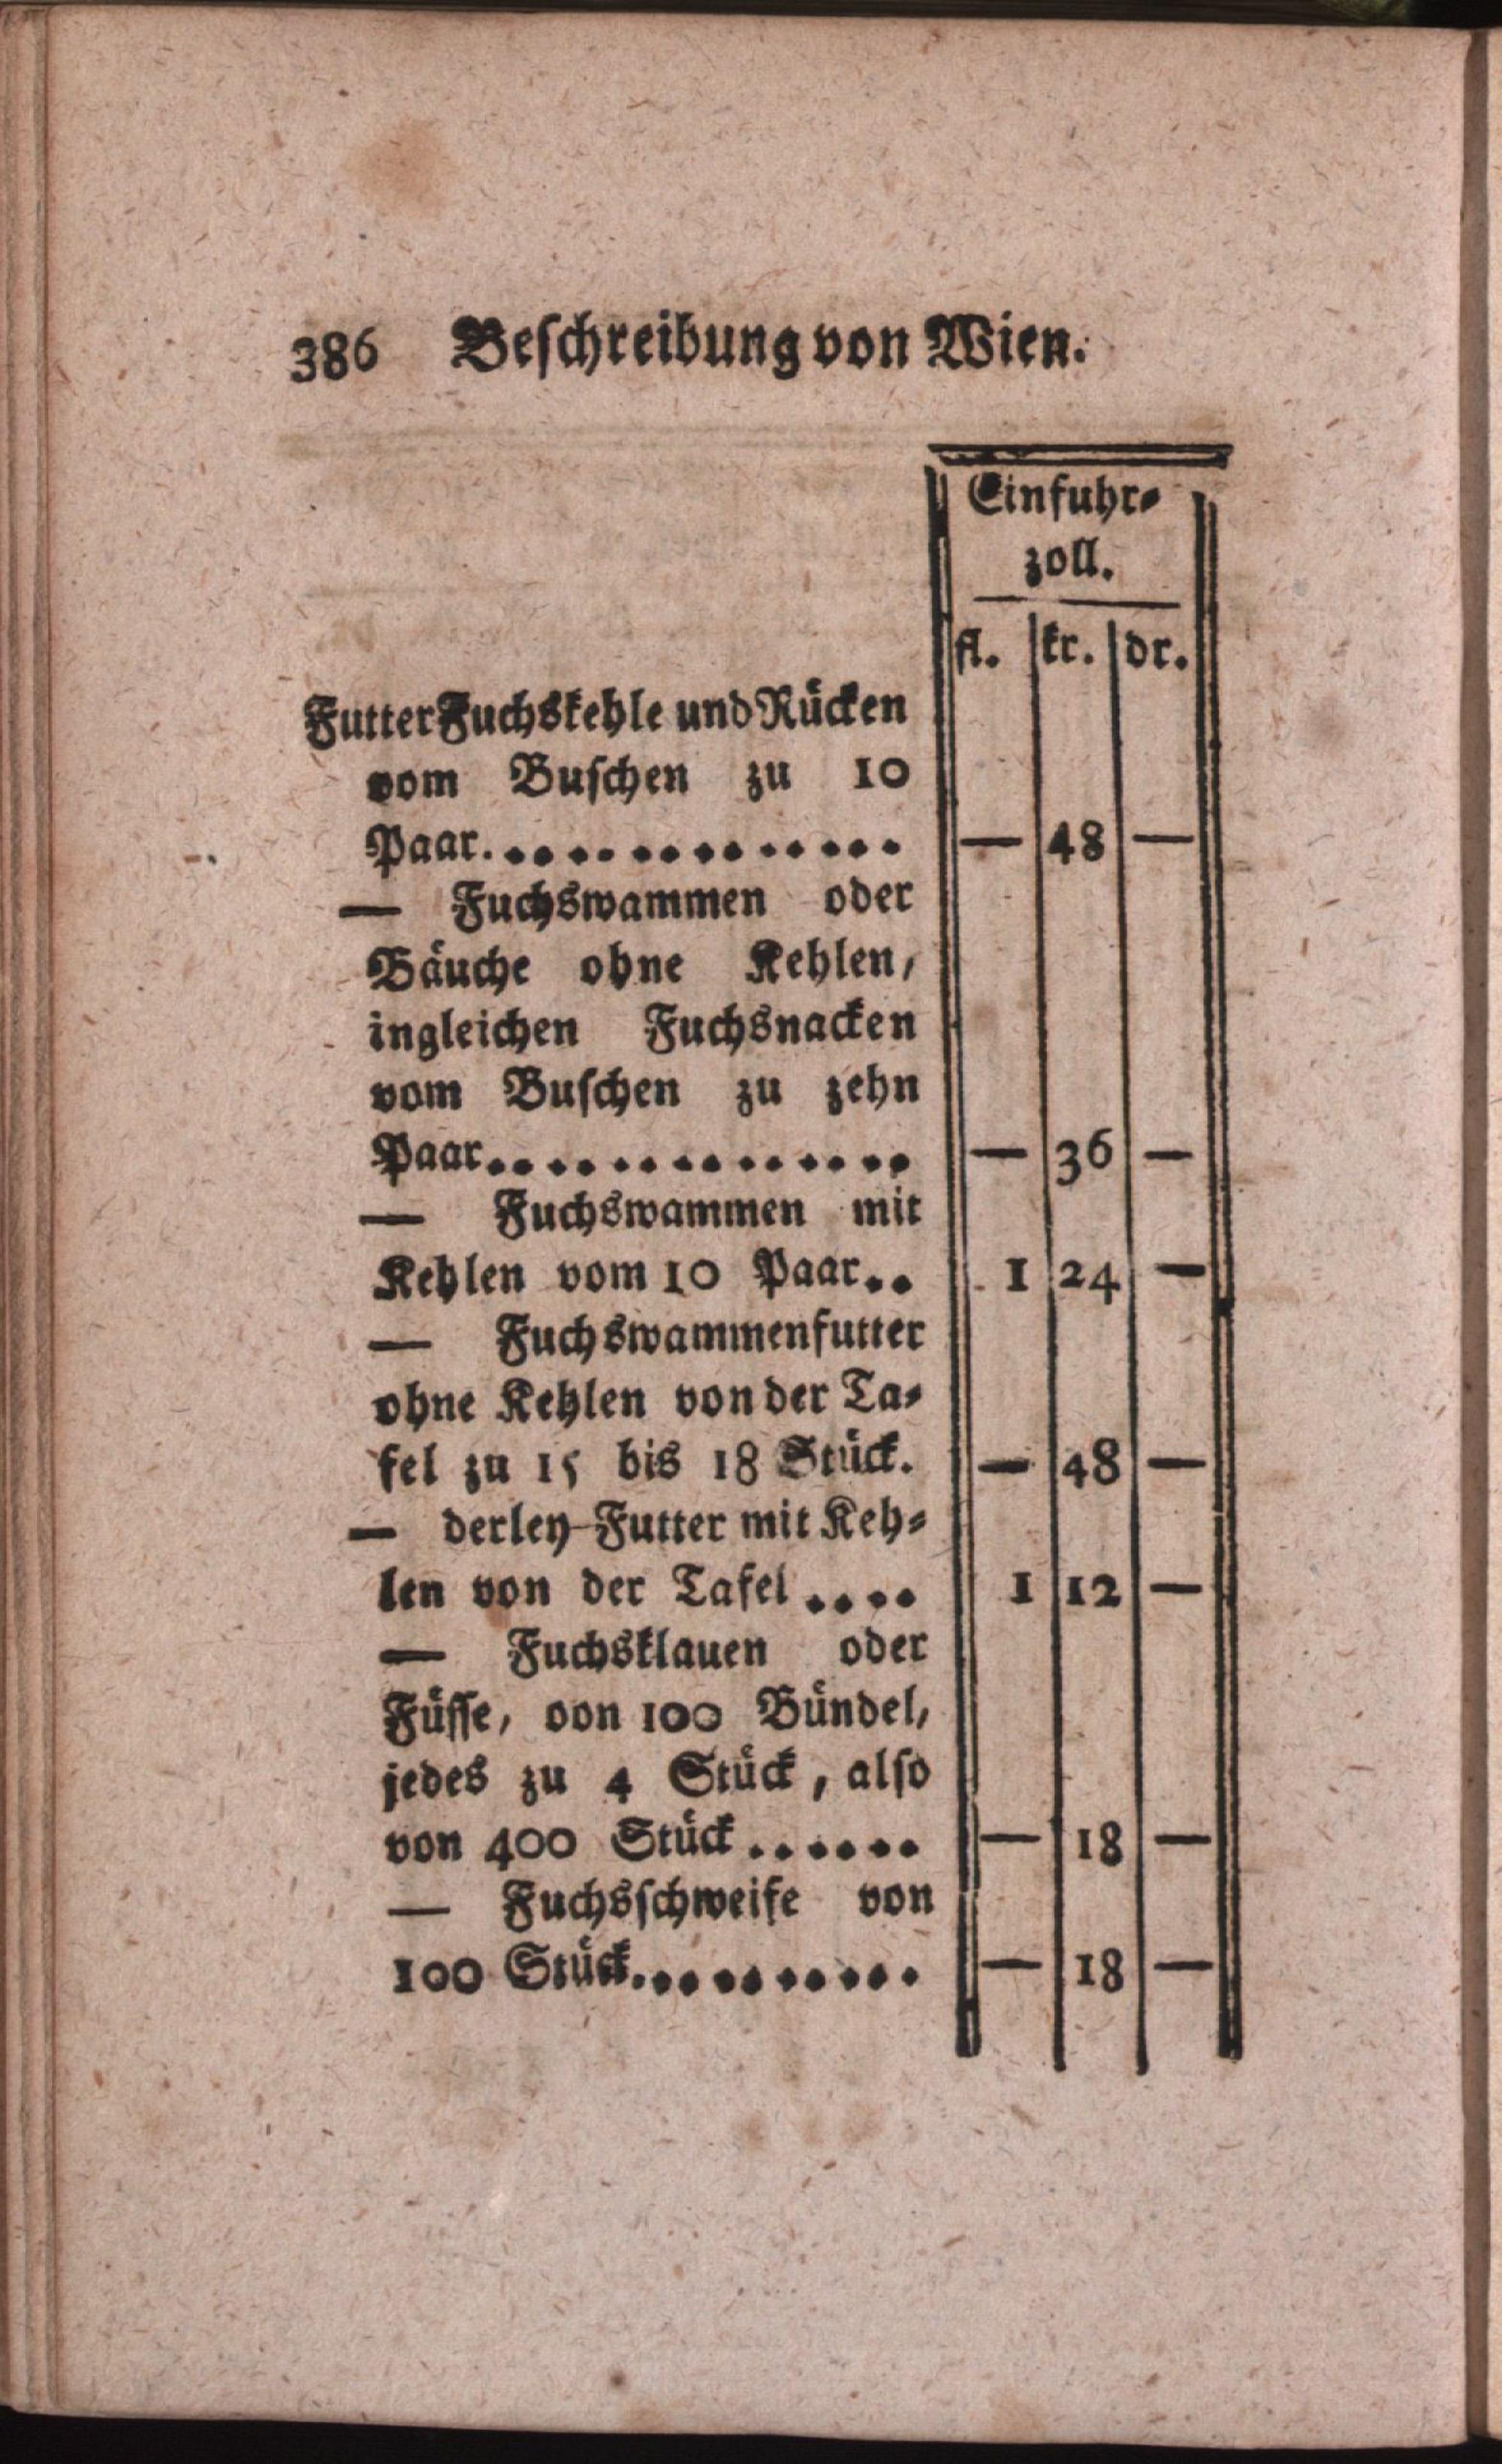 386 Beschreibung von Wien.
Einfuhr-
zoll.
fl. kr. dr.
Futter Fuchskehle und Rücken
vom Buschen zu 10
Paar.............. — 48 —
— Fuchswammen oder
Bäuche ohne Kehlen,
ingleichen Fuchsnacken
vom Buschen zu zehn
Paar.............. — 36 —
— Fuchswammen mit
Kehlen vom 10 Paar.. 1 24 —
— Fuchswammenfutter
ohne Kehlen von der Ta-
fel zu 15 bis 18 Stück. — 48 —
— derley Futter mit Keh-
len von der Tafel .... 1 12 —
— Fuchsklauen oder
Füsse, von 100 Bündel,
jedes zu 4 Stück, also
von 400 Stück...... — 18 —
— Fuchsschweife von
100 Stück.......... — 18 —